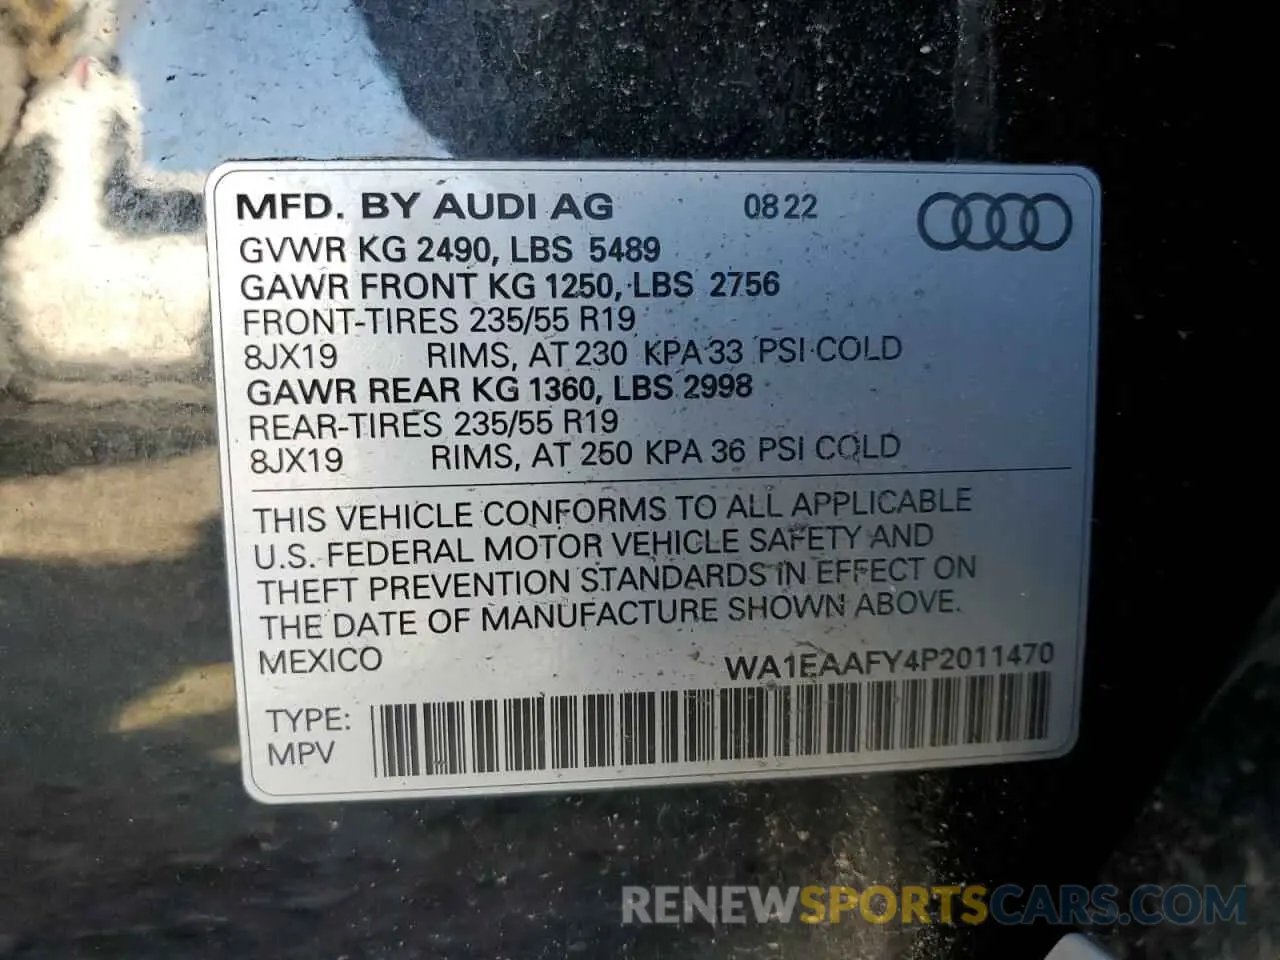 MFD. BY AUDI AG 0822
GVWR KG 2490, LBS 5489
GAWR FRONT KG 1250, LBS 2756
FRONT-TIRES 235/55 R19
8JX19 RIMS, AT 230 KPA 33 PSI COLD
GAWR REAR KG 1360, LBS 2998
REAR-TIRES 235/55 R19
8JX19 RIMS, AT 250 KPA 36 PSI COLD
THIS VEHICLE CONFORMS TO ALL APPLICABLE
U.S. FEDERAL MOTOR VEHICLE SAFETY AND
THEFT PREVENTION STANDARDS IN EFFECT ON
THE DATE OF MANUFACTURE SHOWN ABOVE.
MEXICO WA1EAAFY4P2011470
TYPE:
MPV
RENEWSPORTSCARS.COM